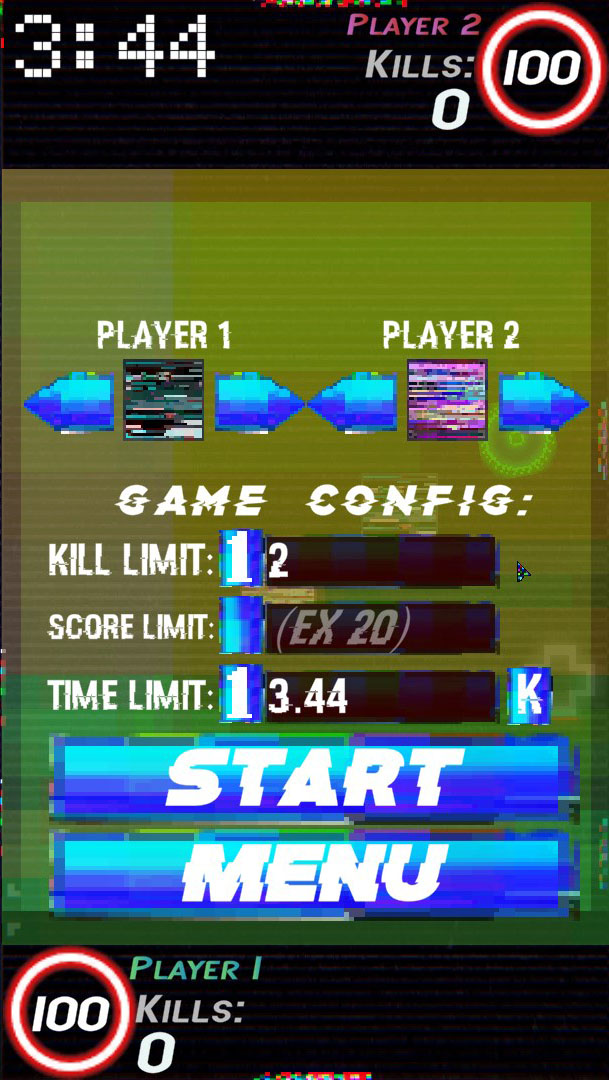 3:44
PLAYER 2
KILLS:
0
100
PLAYER 1
PLAYER 2
GAME CONFIG:
KILL LIMIT: 1 2
SCORE LIMIT: (EX 20)
TIME LIMIT: 1 3.44 K
START
MENU
100
PLAYER 1
KILLS:
0